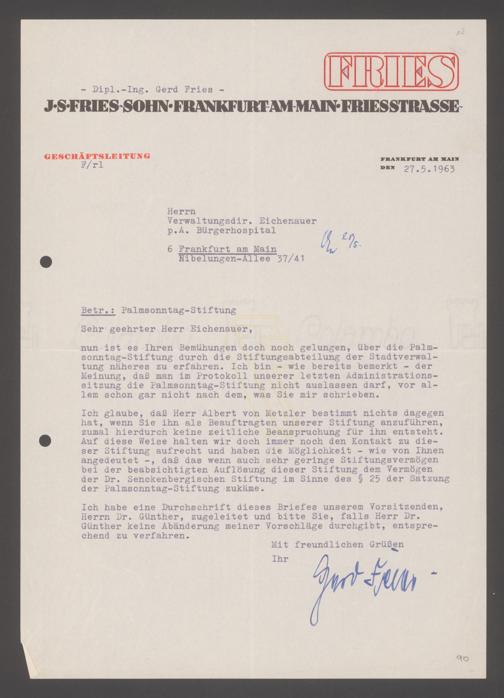 FRIES
- Dipl.-Ing. Gerd Fries -
J·S·FRIES·SOHN·FRANKFURT·AM·MAIN·FRIESSTRASSE
GESCHÄFTSLEITUNG
F/rl
FRANKFURT AM MAIN
DEN 27.5.1963
Herrn
Verwaltungsdir. Eichenauer
p.A. Bürgerhospital
6 Frankfurt am Main
Nibelungen-Allee 37/41
Betr.: Palmsonntag-Stiftung
Sehr geehrter Herr Eichenauer,
nun ist es Ihren Bemühungen doch noch gelungen, über die Palm-
sonntag-Stiftung durch die Stiftungsabteilung der Stadtverwal-
tung näheres zu erfahren. Ich bin - wie bereits bemerkt - der
Meinung, daß man im Protokoll unserer letzten Administrations-
sitzung die Palmsonntag-Stiftung nicht auslassen darf, vor al-
lem schon gar nicht nach dem, was Sie mir schrieben.
Ich glaube, daß Herr Albert von Metzler bestimmt nichts dagegen
hat, wenn Sie ihn als Beauftragten unserer Stiftung anzuführen,
zumal hierdurch keine zeitliche Beanspruchung für ihn entsteht.
Auf diese Weise halten wir doch immer noch den Kontakt zu die-
ser Stiftung aufrecht und haben die Möglichkeit - wie von Ihnen
angedeutet -, daß das wenn auch sehr geringe Stiftungsvermögen
bei der beabsichtigten Auflösung dieser Stiftung dem Vermögen
der Dr. Senckenbergischen Stiftung im Sinne des § 25 der Satzung
der Palmsonntag-Stiftung zukäme.
Ich habe eine Durchschrift dieses Briefes unserem Vorsitzenden,
Herrn Dr. Günther, zugeleitet und bitte Sie, falls Herr Dr.
Günther keine Abänderung meiner Vorschläge durchgibt, entspre-
chend zu verfahren.
Mit freundlichen Grüßen
Ihr
Gerd Fries
90